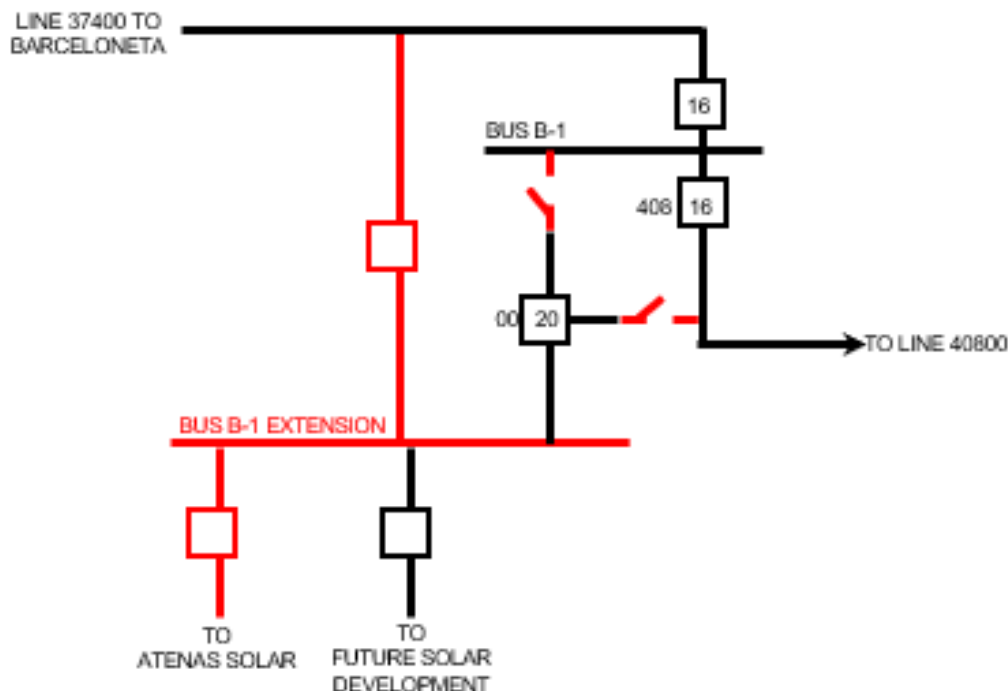 LINE 37400 TO
BARCELONETA
16
BUS B-1
408 16
00 20
TO LINE 40800
BUS B-1 EXTENSION
TO
ATENAS SOLAR
TO
FUTURE SOLAR
DEVELOPMENT